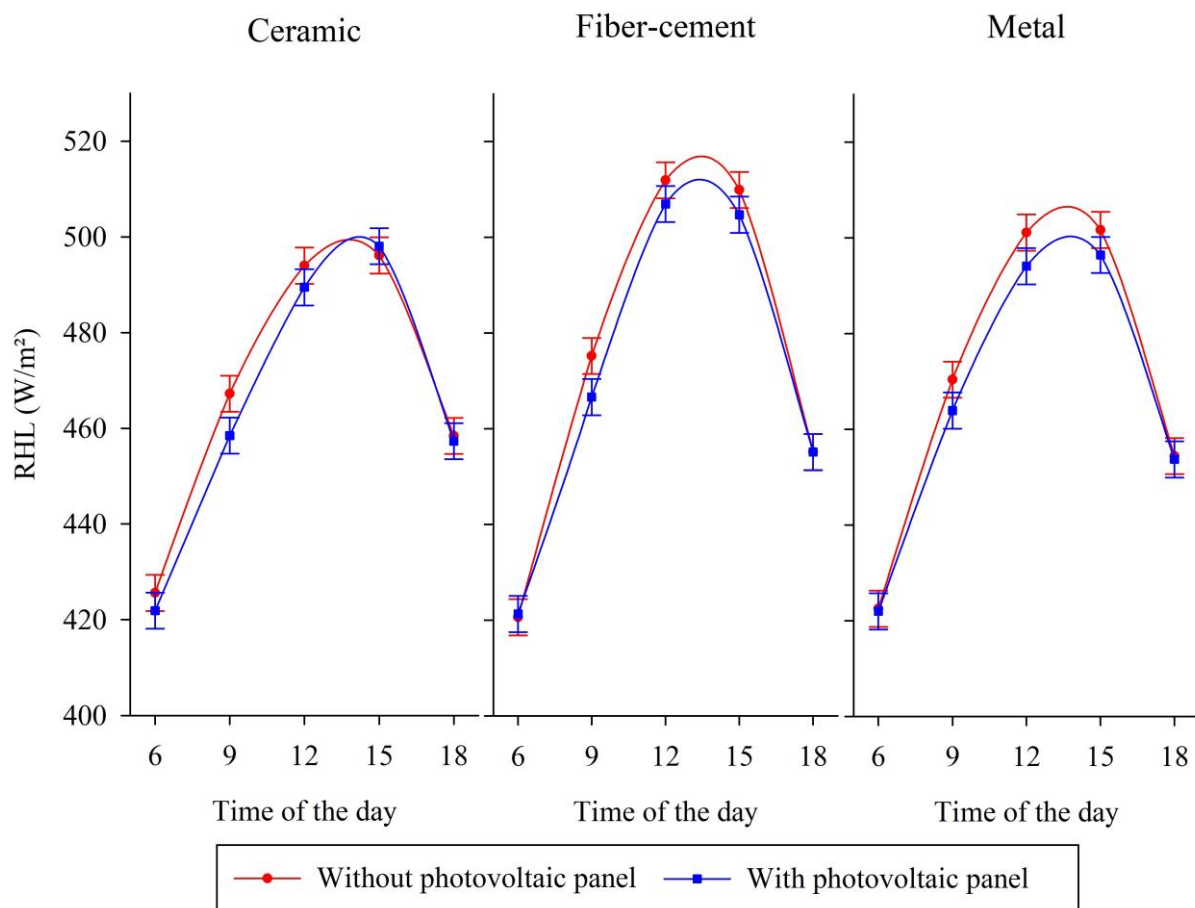 Ceramic Fiber-cement Metal
520
500
480
460
440
420
400
RHL (W/m²)
6 9 12 15 18 6 9 12 15 18 6 9 12 15 18
Time of the day Time of the day Time of the day
Without photovoltaic panel With photovoltaic panel